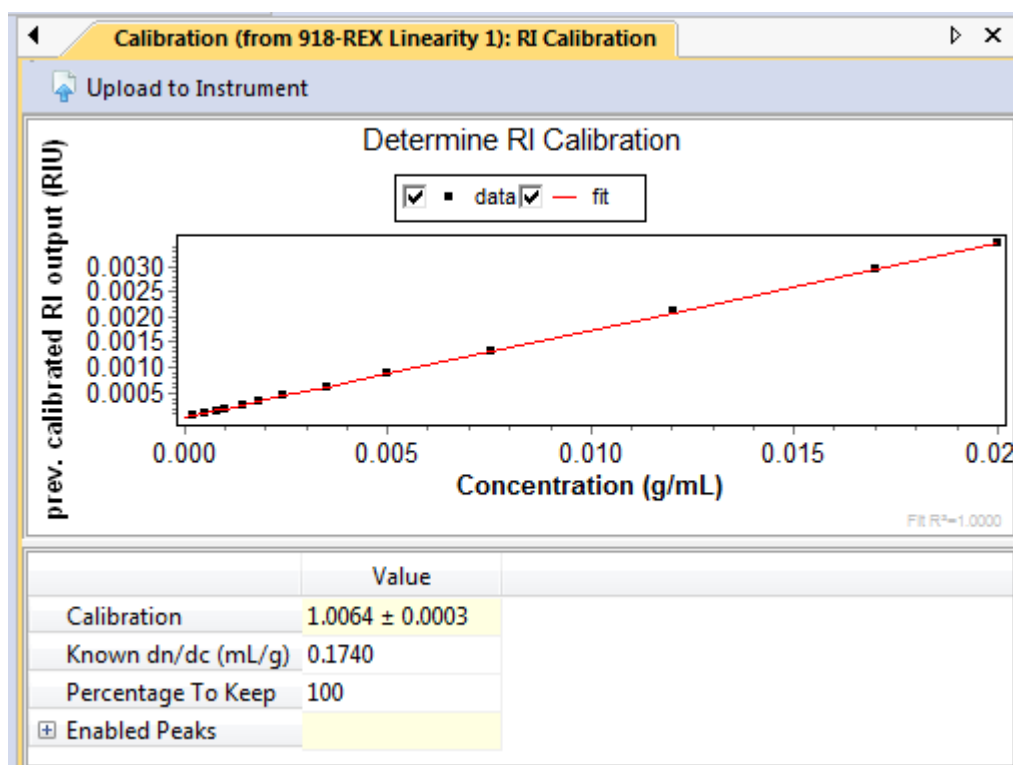 Calibration (from 918-REX Linearity 1): RI Calibration
Upload to Instrument
Determine RI Calibration
data fit
prev. calibrated RI output (RIU)
0.0030
0.0025
0.0020
0.0015
0.0010
0.0005
0.000 0.005 0.010 0.015 0.02
Concentration (g/mL)
Fit R²=1.0000
Value
Calibration 1.0064 ± 0.0003
Known dn/dc (mL/g) 0.1740
Percentage To Keep 100
Enabled Peaks